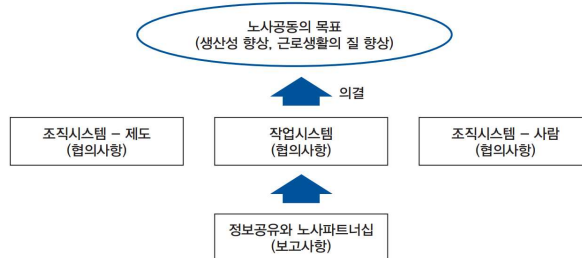 노사공동의 목표
(생산성 향상, 근로생활의 질 향상)
의결
조직시스템 – 제도
(협의사항)
작업시스템
(협의사항)
조직시스템 – 사람
(협의사항)
정보공유와 노사파트너십
(보고사항)